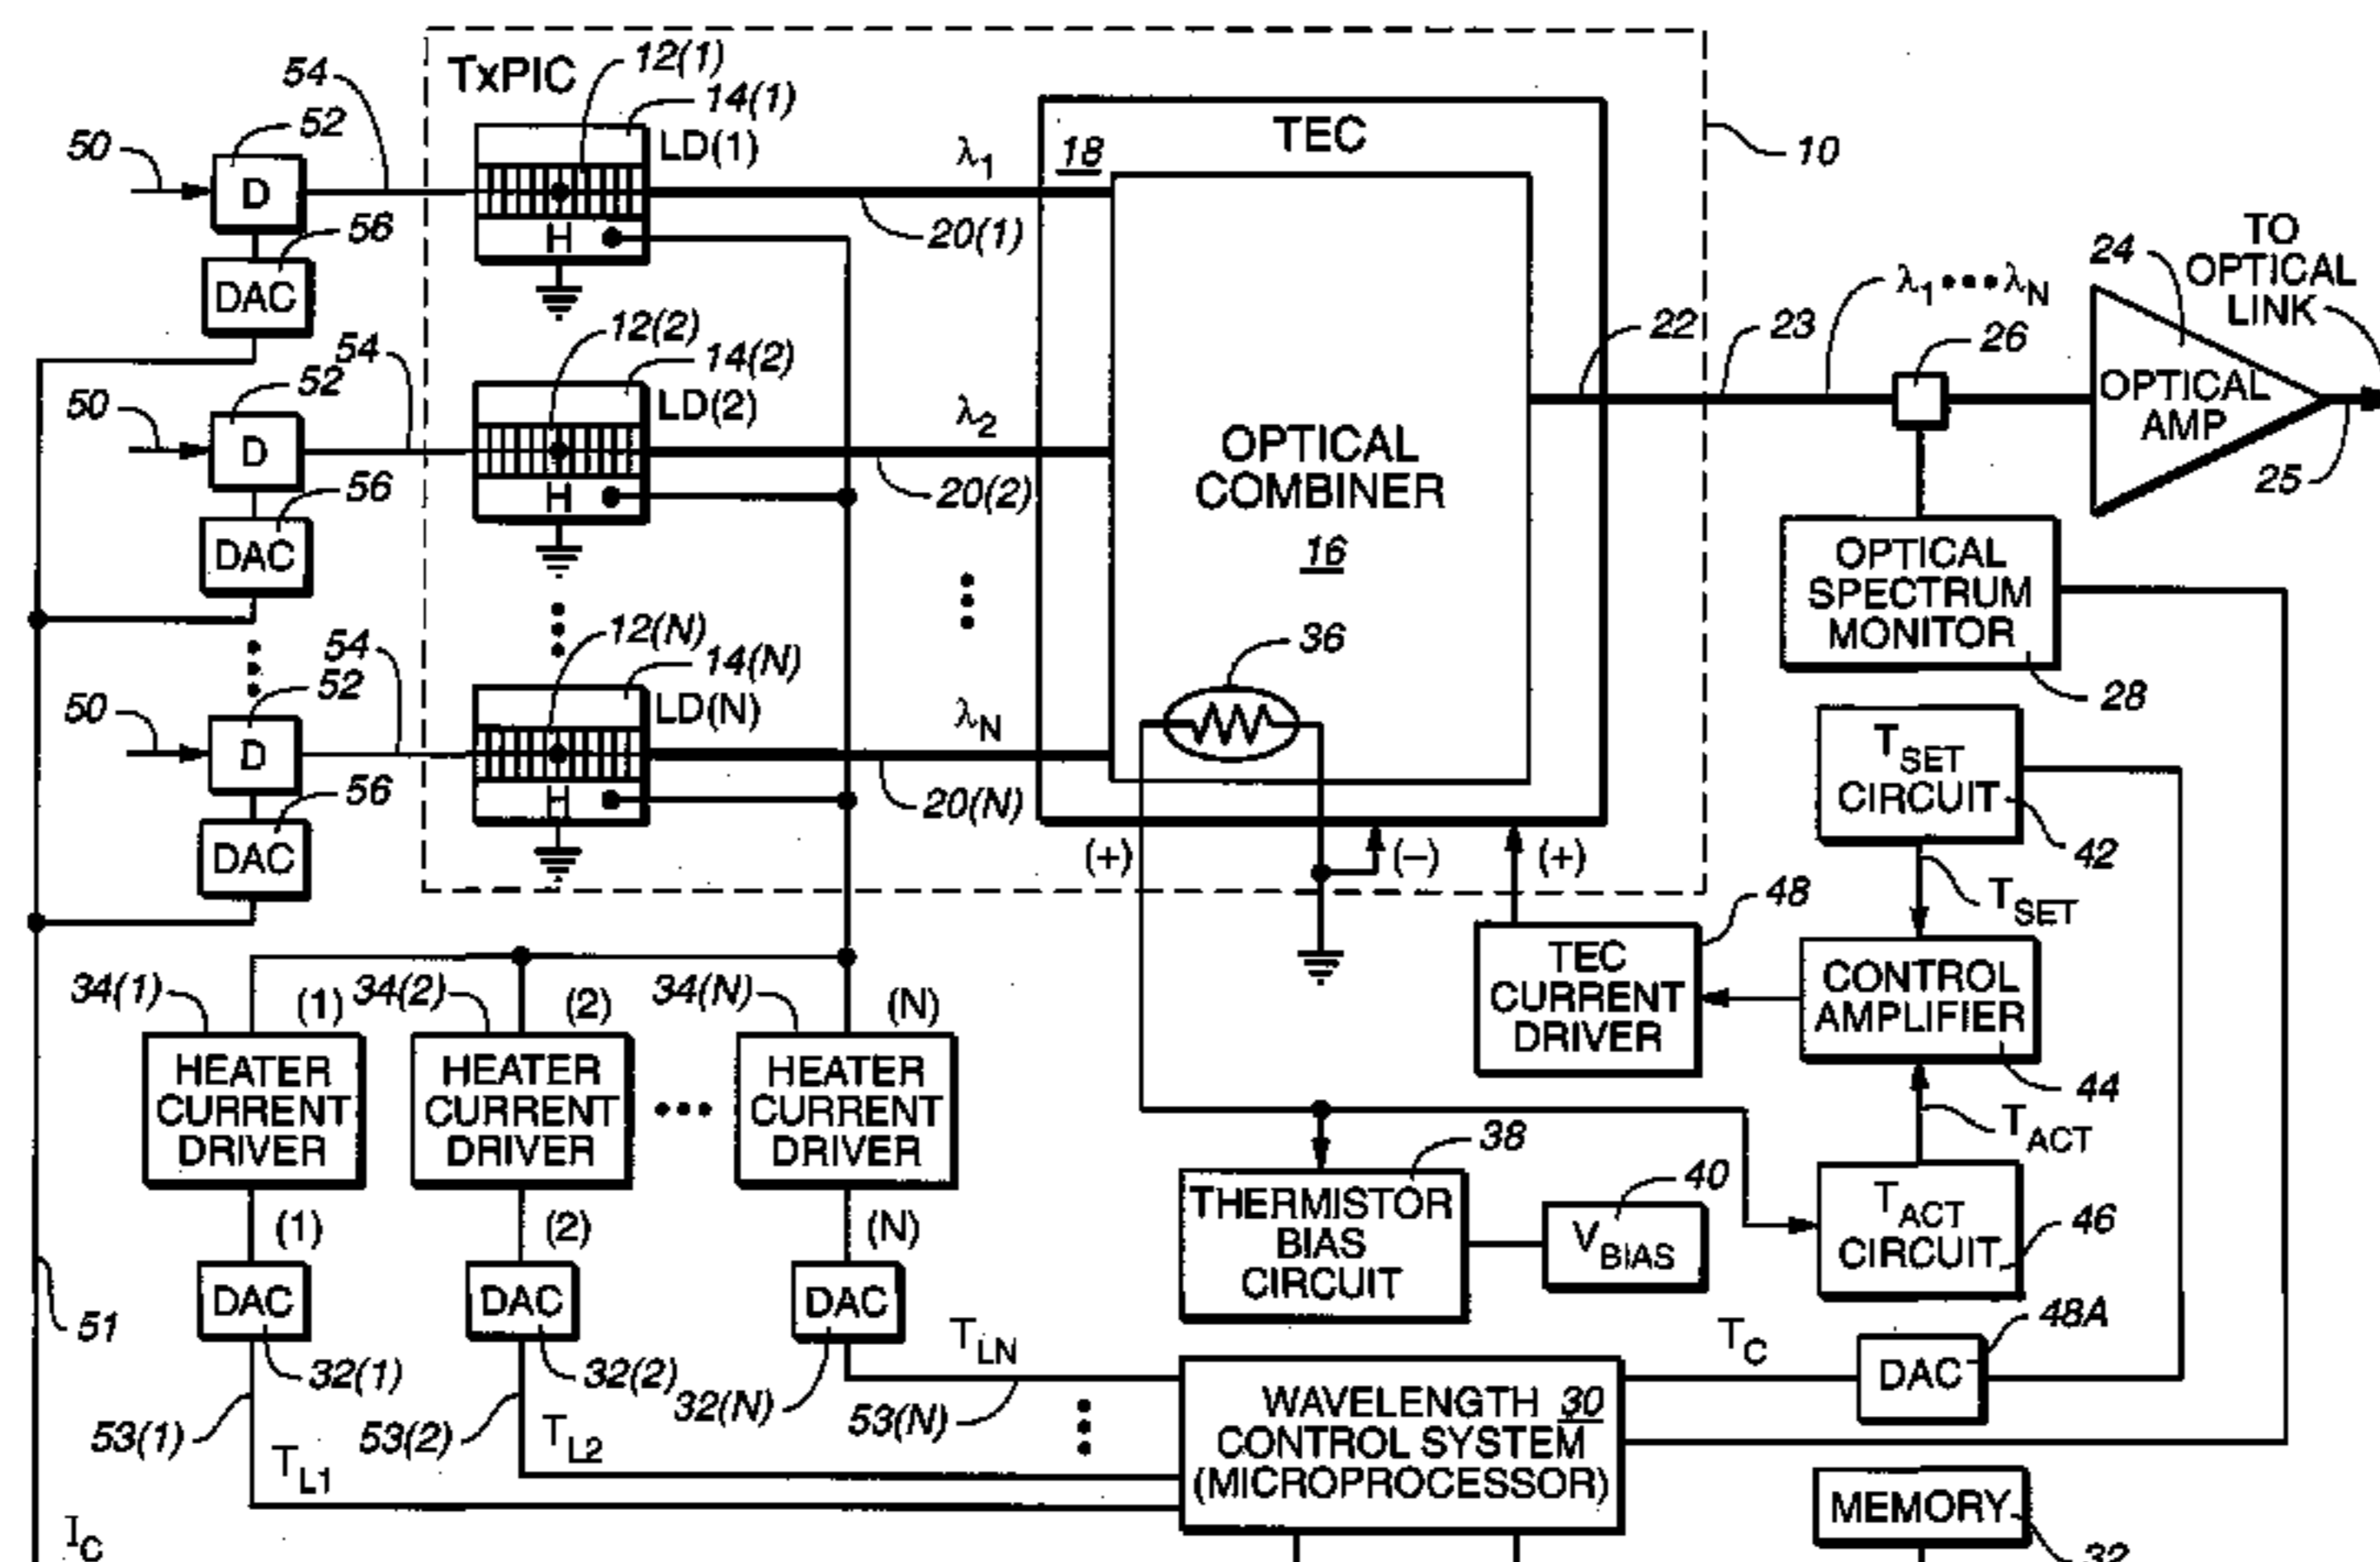 TxPIC
12(1)
14(1)
LD(1)
54
52
50
D
56
DAC
H
λ1
20(1)
18
TEC
10
12(2)
14(2)
LD(2)
54
52
50
D
56
DAC
H
λ2
20(2)
OPTICAL
COMBINER
16
22
23
λ1•••λN
26
24
OPTICAL
AMP
TO
OPTICAL
LINK
25
OPTICAL
SPECTRUM
MONITOR
28
12(N)
14(N)
LD(N)
54
52
50
D
56
DAC
H
λN
20(N)
36
(+)
(–)
(+)
TSET
CIRCUIT
42
TSET
48
TEC
CURRENT
DRIVER
CONTROL
AMPLIFIER
44
TACT
TACT
CIRCUIT
46
34(1)
(1)
34(2)
(2)
34(N)
(N)
HEATER
CURRENT
DRIVER
HEATER
CURRENT
DRIVER
•••
HEATER
CURRENT
DRIVER
38
THERMISTOR
BIAS
CIRCUIT
40
VBIAS
(1)
(2)
(N)
DAC
DAC
DAC
51
32(1)
32(2)
32(N)
53(1)
53(2)
53(N)
TL1
TL2
TLN
WAVELENGTH 30
CONTROL SYSTEM
(MICROPROCESSOR)
TC
DAC
48A
MEMORY
32
IC